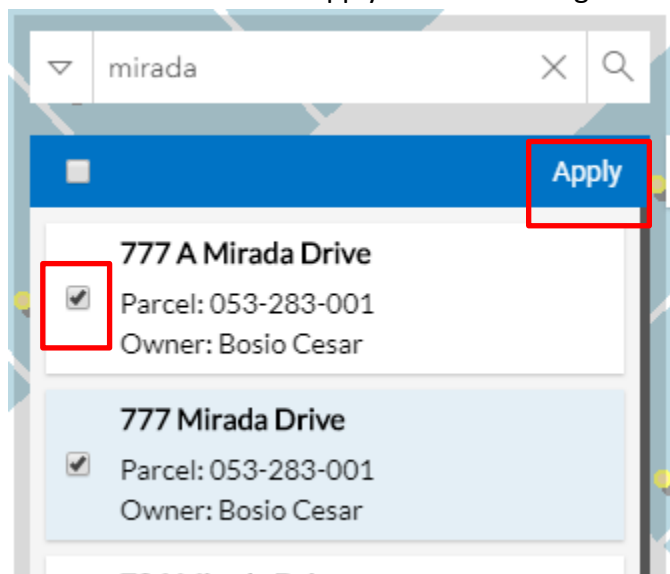 apply
mirada
Apply
777 A Mirada Drive
Parcel: 053-283-001
Owner: Bosio Cesar
777 Mirada Drive
Parcel: 053-283-001
Owner: Bosio Cesar